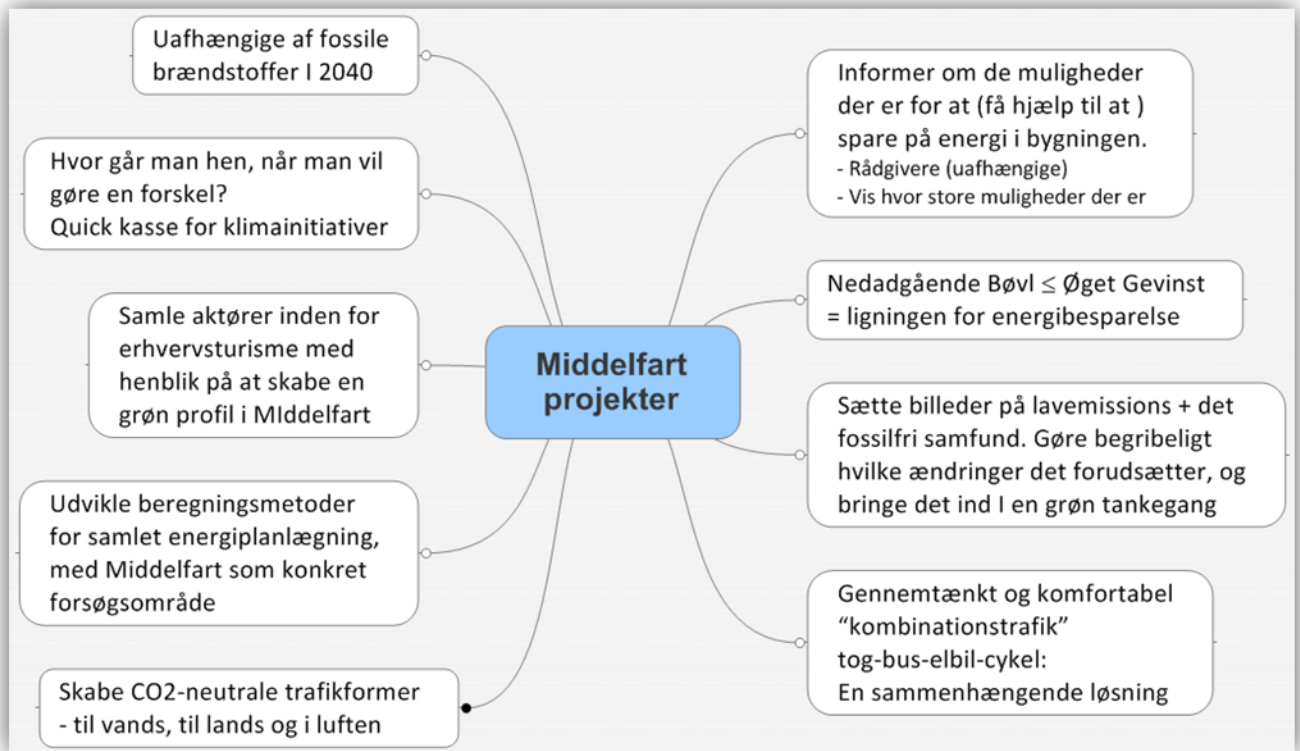 Uafhængige af fossile
brændstoffer I 2040
Hvor går man hen, når man vil
gøre en forskel?
Quick kasse for klimainitiativer
Samle aktører inden for
erhvervsturisme med
henblik på at skabe en
grøn profil i MIddelfart
Udvikle beregningsmetoder
for samlet energiplanlægning,
med Middelfart som konkret
forsøgsområde
Skabe CO2-neutrale trafikformer
- til vands, til lands og i luften
Middelfart
projekter
Informer om de muligheder
der er for at (få hjælp til at )
spare på energi i bygningen.
- Rådgivere (uafhængige)
- Vis hvor store muligheder der er
Nedadgående Bøvl ≤ Øget Gevinst
= ligningen for energibesparelse
Sætte billeder på lavemissions + det
fossilfri samfund. Gøre begribeligt
hvilke ændringer det forudsætter, og
bringe det ind I en grøn tankegang
Gennemtænkt og komfortabel
“kombinationstrafik”
tog-bus-elbil-cykel:
En sammenhængende løsning